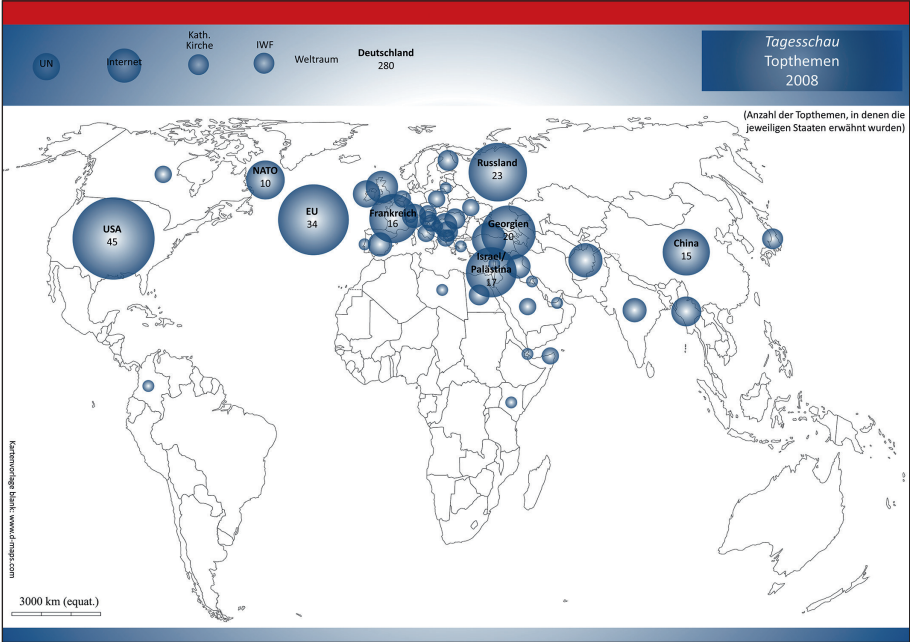 UN
Internet
Kath.
Kirche
IWF
Weltraum
Deutschland
280
Tagesschau
Topthemen
2008
(Anzahl der Topthemen, in denen die
jeweiligen Staaten erwähnt wurden)
NATO
10
Russland
23
USA
45
EU
34
Frankreich
16
Georgien
20
Israel/
Palästina
17
China
15
Kartenvorlage blank: www.d-maps.com
3000 km (equat.)